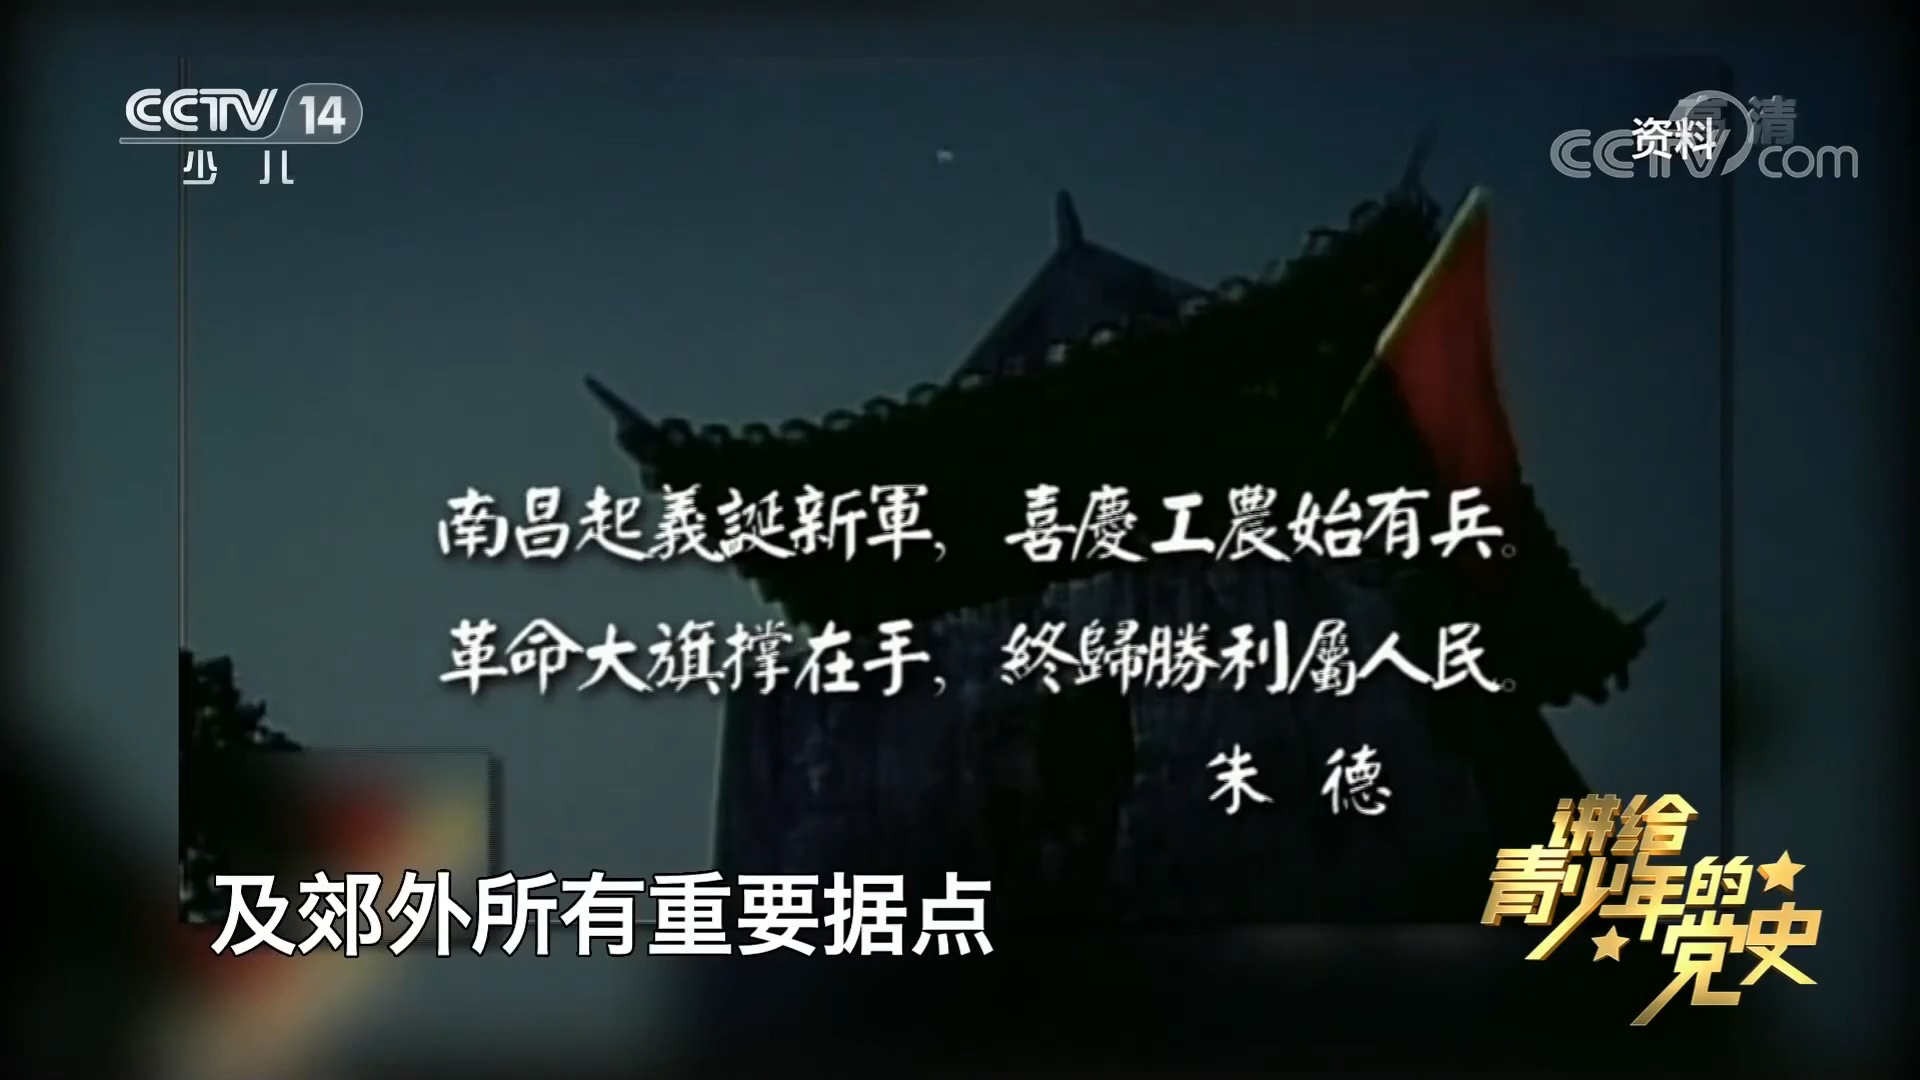 CCTV 14
少儿
高清
资料
CCTV com
南昌起義誕新軍，喜慶工農始有兵。
革命大旗撑在手，終歸勝利屬人民。
朱德
讲给
青少年的
党史
及郊外所有重要据点